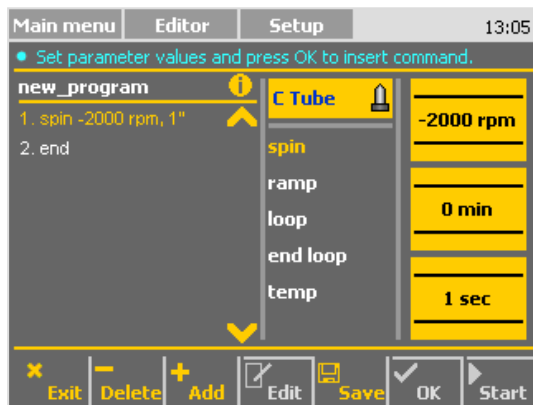 Main menu Editor Setup 13:05
• Set parameter values and press OK to insert command.
new_program i
1. spin -2000 rpm, 1"
2. end
C Tube
spin
ramp
loop
end loop
temp
-2000 rpm
0 min
1 sec
Exit Delete Add Edit Save OK Start